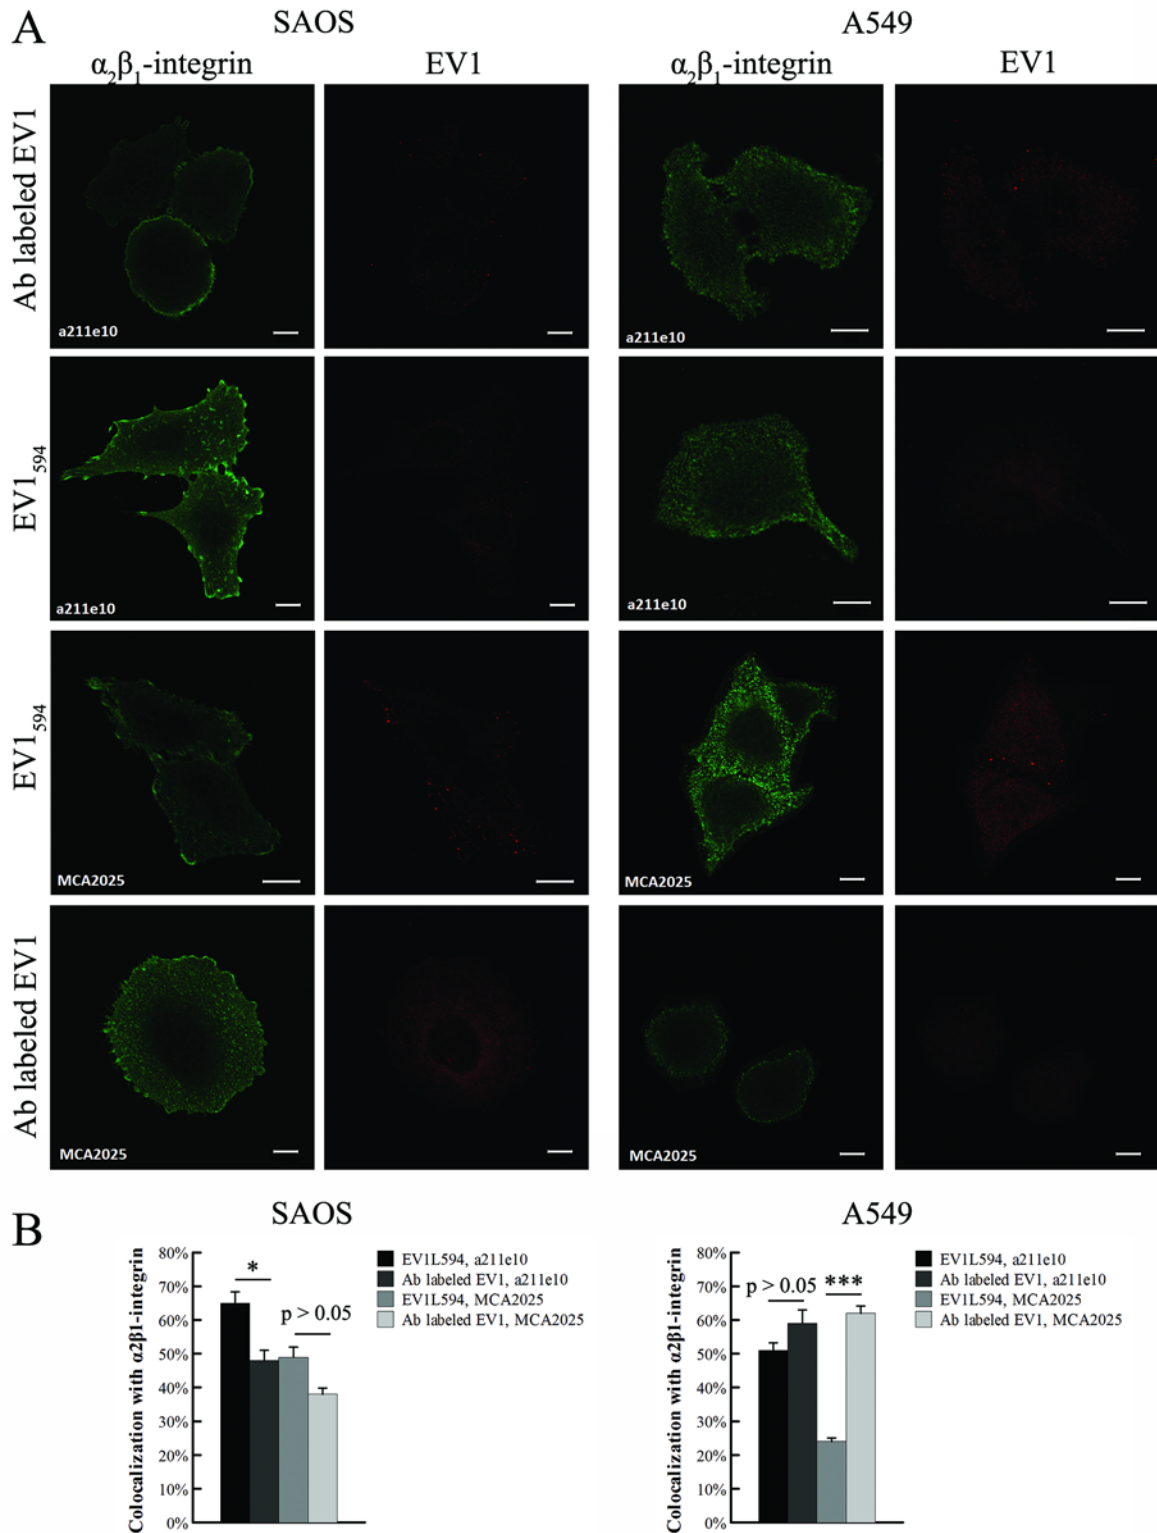 A
SAOS
A549
α₂β₁-integrin
EV1
α₂β₁-integrin
EV1
Ab labeled EV1
a211e10
a211e10
EV1₅₉₄
a211e10
a211e10
EV1₅₉₄
MCA2025
MCA2025
Ab labeled EV1
MCA2025
MCA2025
B
SAOS
Colocalization with α2β1-integrin
80%
70%
60%
50%
40%
30%
20%
10%
0%
*
p > 0.05
EV1L594, a211e10
Ab labeled EV1, a211e10
EV1L594, MCA2025
Ab labeled EV1, MCA2025
A549
Colocalization with α2β1-integrin
80%
70%
60%
50%
40%
30%
20%
10%
0%
p > 0.05
***
EV1L594, a211e10
Ab labeled EV1, a211e10
EV1L594, MCA2025
Ab labeled EV1, MCA2025